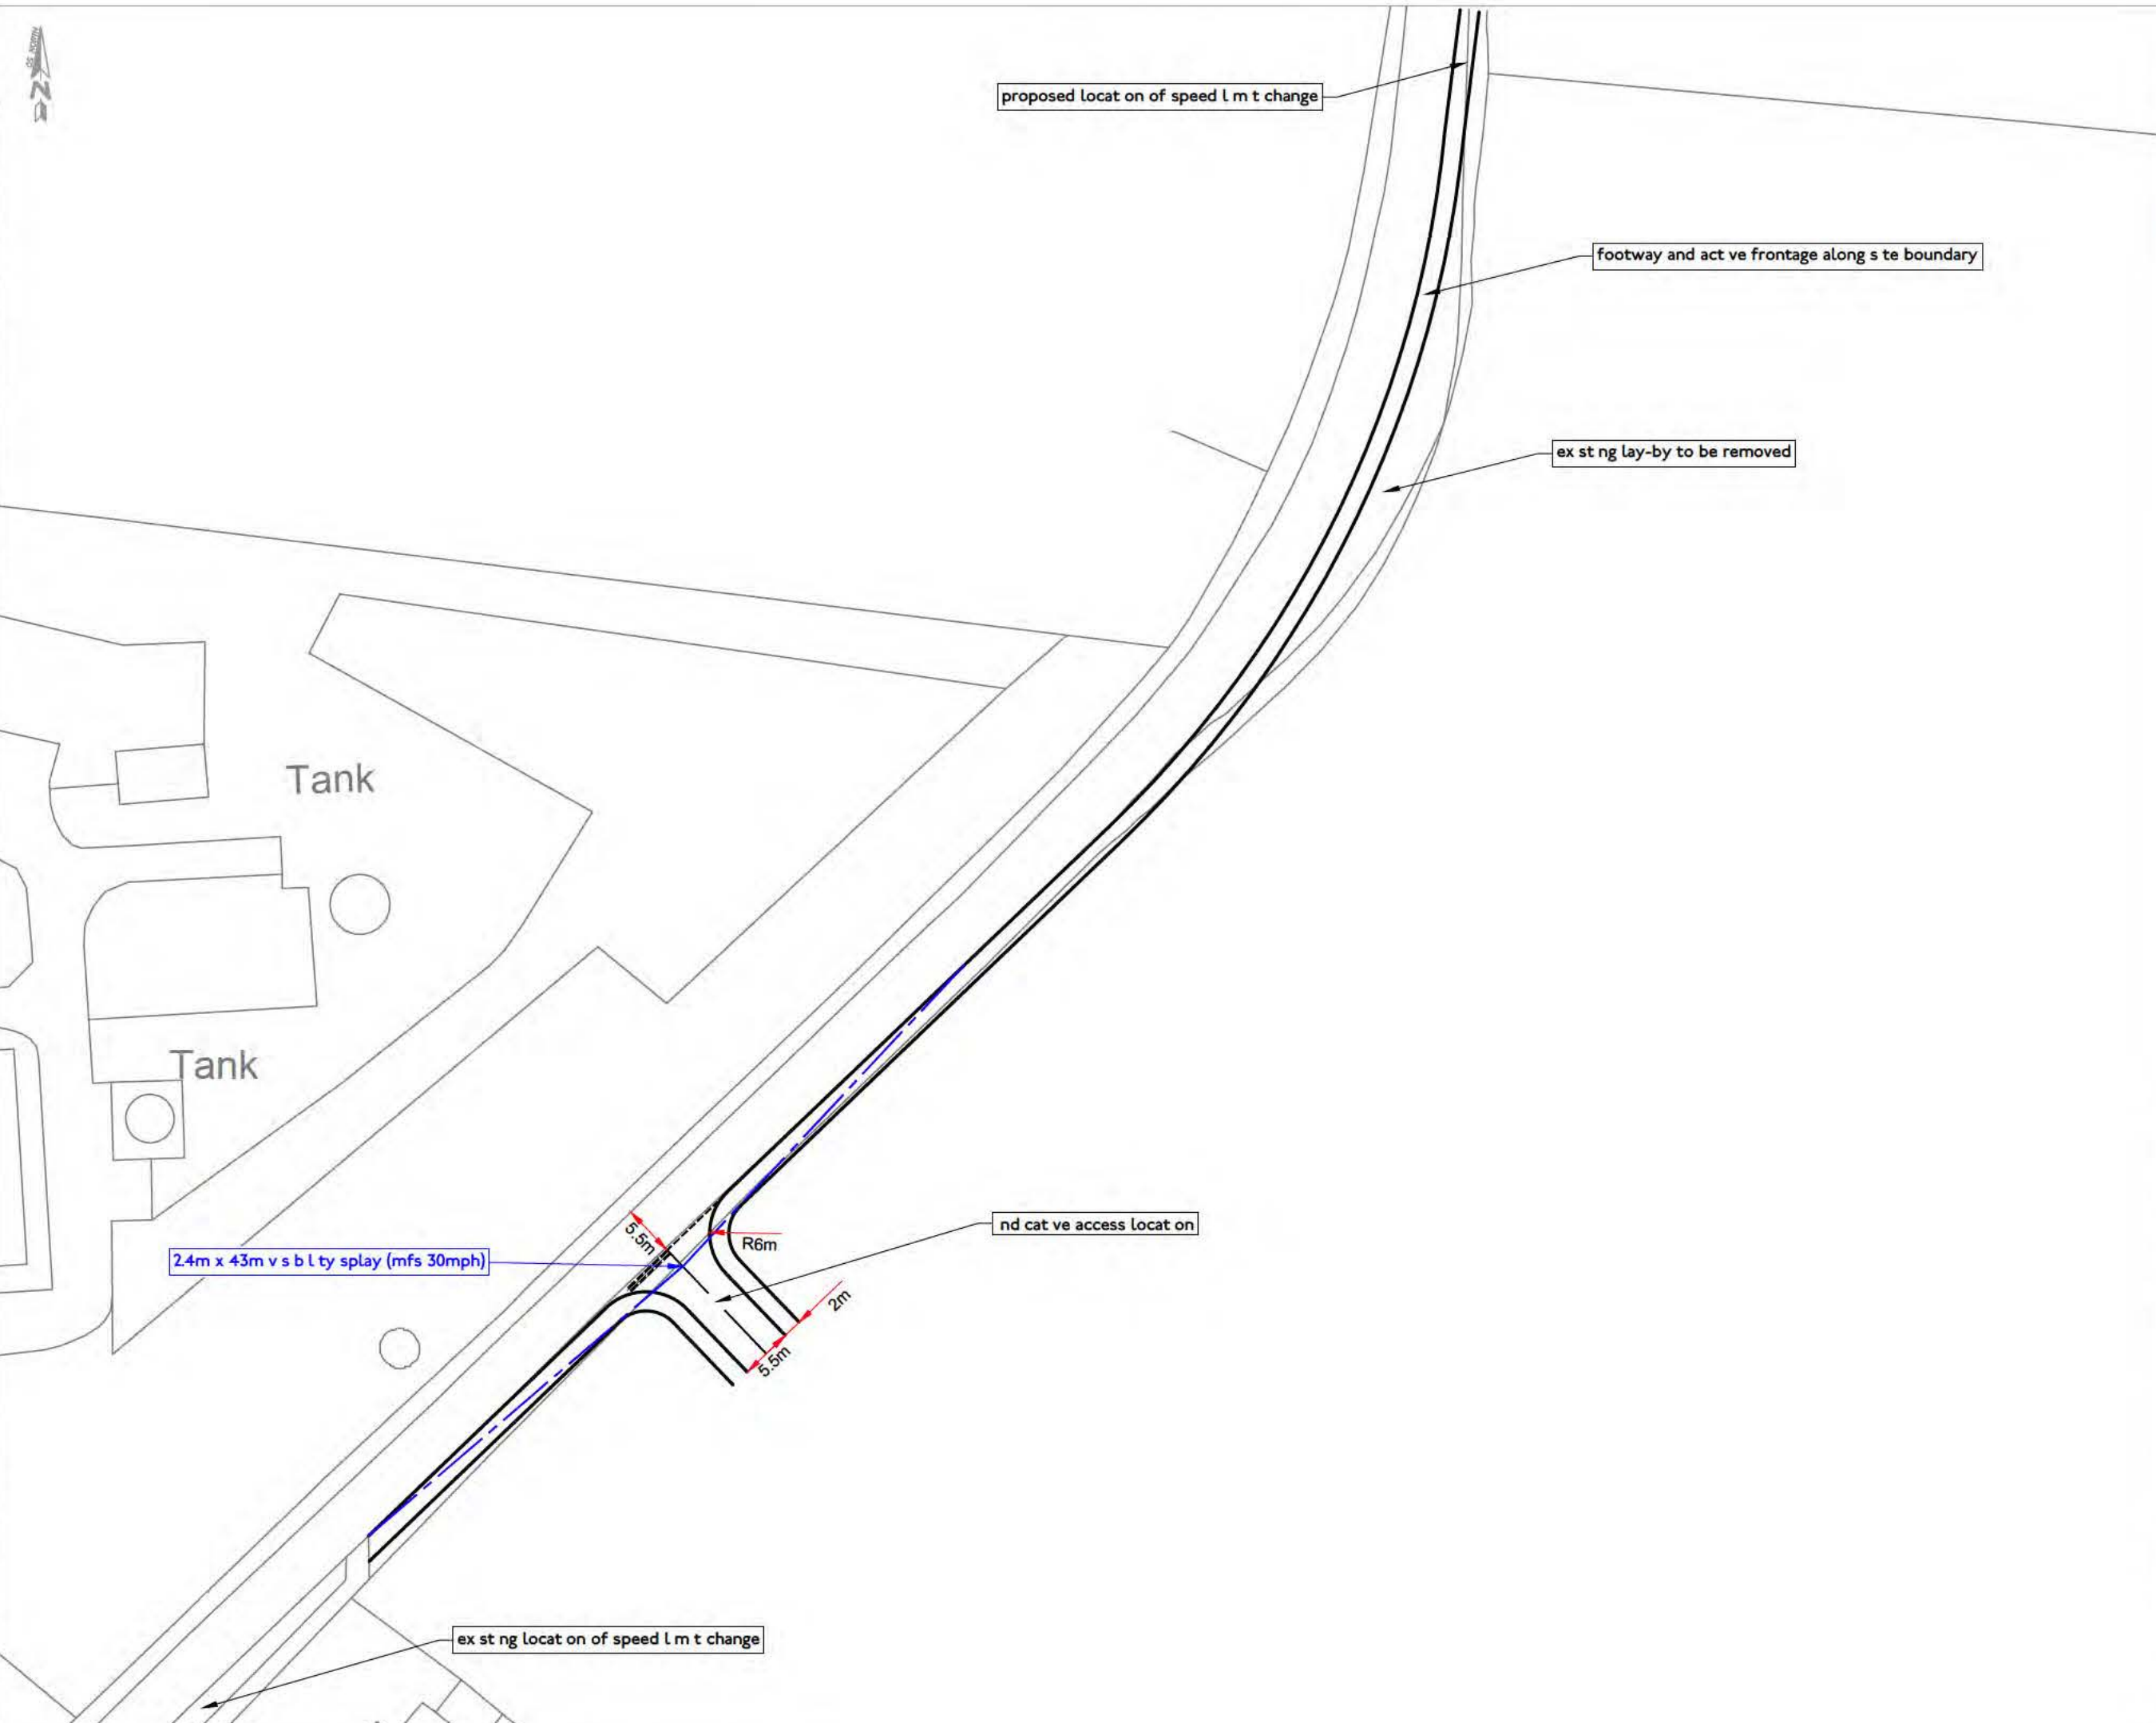 OS NORTH
N
proposed locat on of speed l m t change
footway and act ve frontage along s te boundary
ex st ng lay-by to be removed
Tank
Tank
5.5m
R6m
nd cat ve access locat on
2.4m x 43m v s b l ty splay (mfs 30mph)
2m
5.5m
ex st ng locat on of speed l m t change